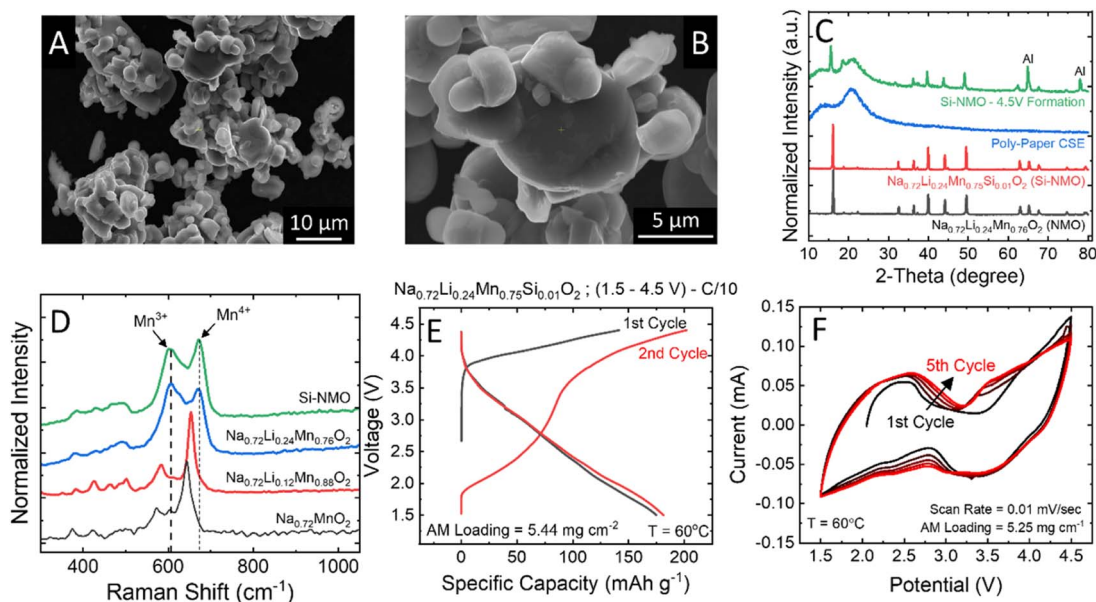 A
10 µm
B
5 µm
C
Normalized Intensity (a.u.)
Al
Al
Si-NMO - 4.5V Formation
Poly-Paper CSE
Na0.72Li0.24Mn0.75Si0.01O2 (Si-NMO)
Na0.72Li0.24Mn0.76O2 (NMO)
10 20 30 40 50 60 70 80
2-Theta (degree)
D
Normalized Intensity
Mn3+
Mn4+
Si-NMO
Na0.72Li0.24Mn0.76O2
Na0.72Li0.12Mn0.88O2
Na0.72MnO2
400 600 800 1000
Raman Shift (cm-1)
Na0.72Li0.24Mn0.75Si0.01O2 ; (1.5 - 4.5 V) - C/10
E
Voltage (V)
4.5
4.0
3.5
3.0
2.5
2.0
1.5
1st Cycle
2nd Cycle
AM Loading = 5.44 mg cm-2
T = 60°C
0 50 100 150 200
Specific Capacity (mAh g-1)
F
Current (mA)
0.15
0.10
0.05
0.00
-0.05
-0.10
-0.15
5th Cycle
1st Cycle
Scan Rate = 0.01 mV/sec
T = 60°C
AM Loading = 5.25 mg cm-1
1.5 2.0 2.5 3.0 3.5 4.0 4.5
Potential (V)